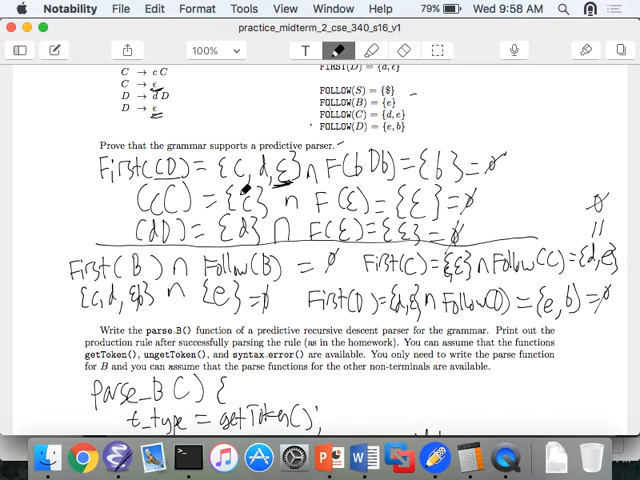 Notability File Edit Format Tools Window Help 79% Wed 9:58 AM
practice_midterm_2_cse_340_s16_v1
100%
C → c C
C → ε
D → d D
D → ε
FIRST(D) = {d, ε}
FOLLOW(S) = {$}
FOLLOW(B) = {e}
FOLLOW(C) = {d, e}
FOLLOW(D) = {e, b}
Prove that the grammar supports a predictive parser.
First(CD) = {c, d, ε} ∩ F(bDb) = {b} = ∅
(cC) = {c} ∩ F(ε) = {ε} = ∅
(dD) = {d} ∩ F(ε) = {ε} = ∅
First(B) ∩ Follow(B) = ∅
{c, d, b} ∩ {e} = ∅
First(C) = {c, ε} ∩ Follow(C) = {d, e} = ∅
First(D) = {d, ε} ∩ Follow(D) = {e, b} = ∅
Write the parse_B() function of a predictive recursive descent parser for the grammar. Print out the
production rule after successfully parsing the rule (as in the homework). You can assume that the functions
getToken(), ungetToken(), and syntax_error() are available. You only need to write the parse function
for B and you can assume that the parse functions for the other non-terminals are available.
parse_B () {
t_type = getToken();